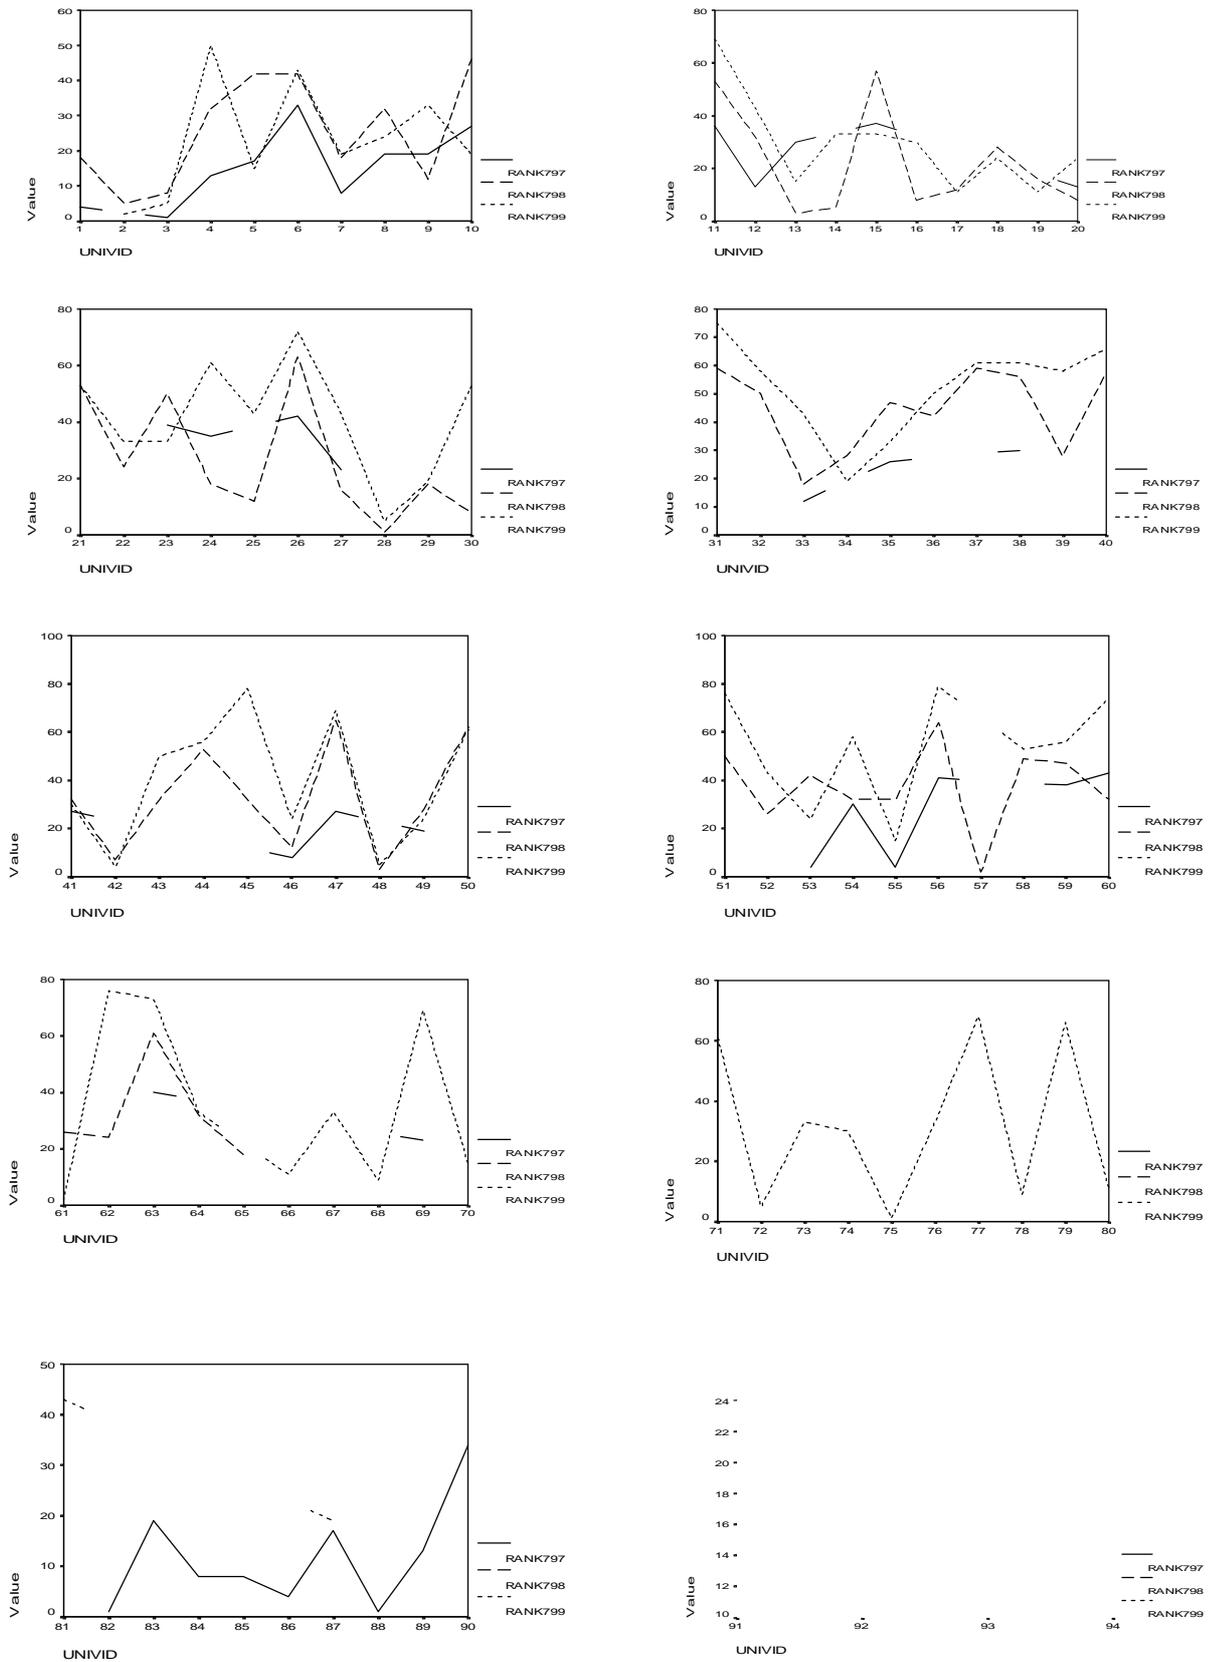 60
50
40
30
20
10
0
Value
1 2 3 4 5 6 7 8 9 10
UNIVID
RANK797
RANK798
RANK799
80
60
40
20
0
Value
11 12 13 14 15 16 17 18 19 20
UNIVID
RANK797
RANK798
RANK799
80
60
40
20
0
Value
21 22 23 24 25 26 27 28 29 30
UNIVID
RANK797
RANK798
RANK799
80
70
60
50
40
30
20
10
0
Value
31 32 33 34 35 36 37 38 39 40
UNIVID
RANK797
RANK798
RANK799
100
80
60
40
20
0
Value
41 42 43 44 45 46 47 48 49 50
UNIVID
RANK797
RANK798
RANK799
100
80
60
40
20
0
Value
51 52 53 54 55 56 57 58 59 60
UNIVID
RANK797
RANK798
RANK799
80
60
40
20
0
Value
61 62 63 64 65 66 67 68 69 70
UNIVID
RANK797
RANK798
RANK799
80
60
40
20
0
Value
71 72 73 74 75 76 77 78 79 80
UNIVID
RANK797
RANK798
RANK799
50
40
30
20
10
0
Value
81 82 83 84 85 86 87 88 89 90
UNIVID
RANK797
RANK798
RANK799
24
22
20
18
16
14
12
10
Value
91 92 93 94
UNIVID
RANK797
RANK798
RANK799